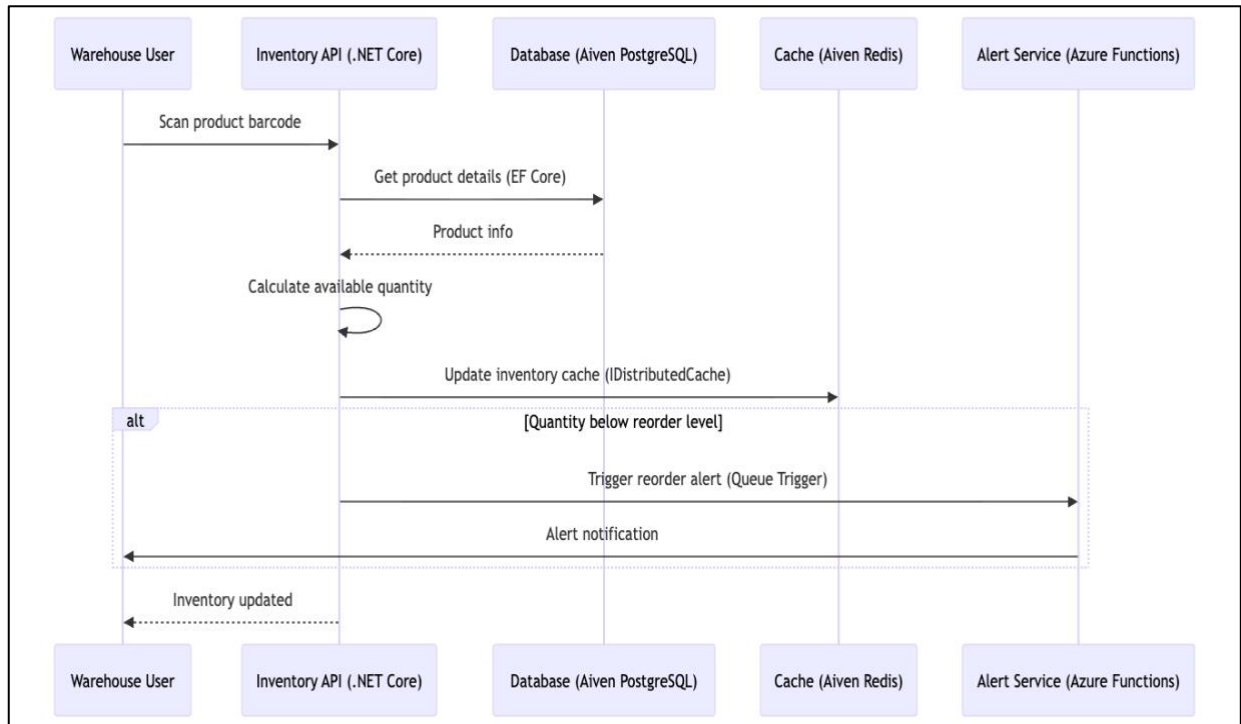 Warehouse User
Inventory API (.NET Core)
Database (Aiven PostgreSQL)
Cache (Aiven Redis)
Alert Service (Azure Functions)
Scan product barcode
Get product details (EF Core)
Product info
Calculate available quantity
Update inventory cache (IDistributedCache)
alt
[Quantity below reorder level]
Trigger reorder alert (Queue Trigger)
Alert notification
Inventory updated
Warehouse User
Inventory API (.NET Core)
Database (Aiven PostgreSQL)
Cache (Aiven Redis)
Alert Service (Azure Functions)